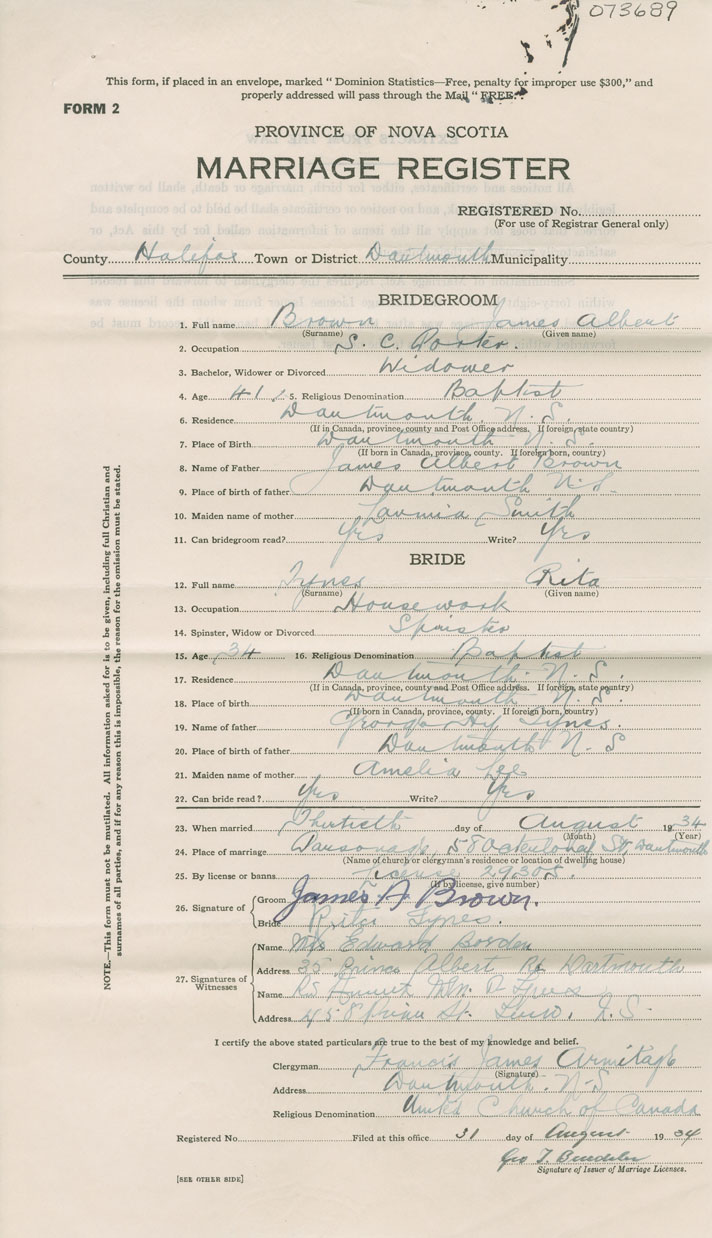 073689
This form, if placed in an envelope, marked " Dominion Statistics—Free, penalty for improper use $300," and
properly addressed will pass through the Mail " FREE."
FORM 2
PROVINCE OF NOVA SCOTIA
MARRIAGE REGISTER
REGISTERED No.
(For use of Registrar General only)
County Halifax Town or District Dartmouth Municipality
BRIDEGROOM
1. Full name Brown James Albert
(Surname) (Given name)
2. Occupation S. C. Porter.
3. Bachelor, Widower or Divorced Widower
4. Age 41 5. Religious Denomination Baptist
6. Residence Dartmouth, N. S.
(If in Canada, province, county and Post Office address. If foreign, state country)
7. Place of Birth Dartmouth N. S.
(If born in Canada, province, county. If foreign born, country)
8. Name of Father James Albert Brown
9. Place of birth of father Dartmouth N. S.
10. Maiden name of mother Smith
11. Can bridegroom read? Yes Write? Yes
BRIDE
12. Full name Tynes Rita
(Surname) (Given name)
13. Occupation Housework
14. Spinster, Widow or Divorced Spinster
15. Age 34 16. Religious Denomination Baptist
17. Residence Dartmouth N. S.
(If in Canada, province, county and Post Office address. If foreign, state country)
18. Place of birth Dartmouth N. S.
(If born in Canada, province, county. If foreign born, country)
19. Name of father George Hy Tynes.
20. Place of birth of father Dartmouth N. S
21. Maiden name of mother Amelia Lee
22. Can bride read? Yes Write? Yes
23. When married Thirtieth day of August 1934
(Month) (Year)
24. Place of marriage Parsonage, 58 St, Dartmouth
(Name of church or clergyman's residence or location of dwelling house)
25. By license or banns License 29305.
(If by license, give number)
26. Signature of Groom James A Brown.
Bride Rita Tynes.
27. Signatures of Witnesses
Name Mrs Edward Borden
Address 35 Prince Albert Rd Dartmouth
Name
Address 458 St. N.S.
I certify the above stated particulars are true to the best of my knowledge and belief.
Clergyman Francis James Armitage
(Signature)
Address Dartmouth. N-S
Religious Denomination United Church of Canada
Registered No. Filed at this office 31 day of August 1934
Geo T.
Signature of Issuer of Marriage Licenses.
[SEE OTHER SIDE]
NOTE.—This form must not be mutilated. All information asked for is to be given, including full Christian and
surnames of all parties, and if for any reason this is impossible, the reason for the omission must be stated.